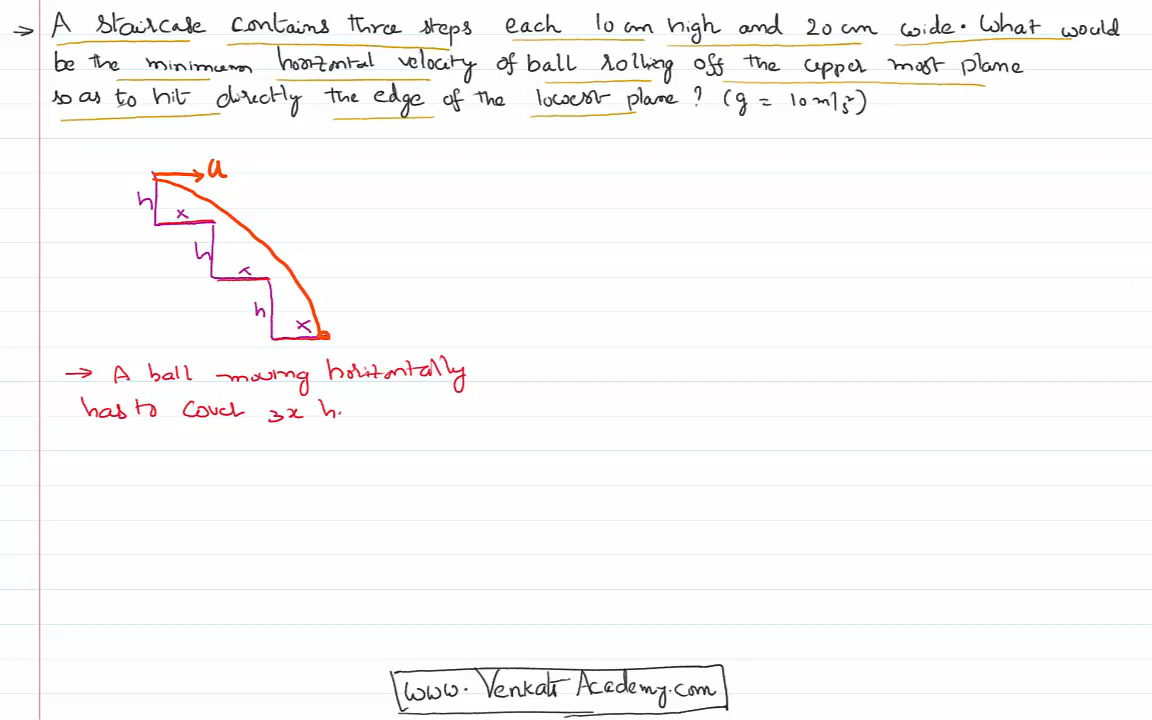 → A staircase contains three steps each 10 cm high and 20 cm wide. What would
be the minimum horizontal velocity of ball rolling off the upper most plane
so as to hit directly the edge of the lowest plane? (g = 10 m/s²)
u
h
x
h
x
h
x
→ A ball moving horizontally
has to cover 3x h.
www. Venkats Academy.com